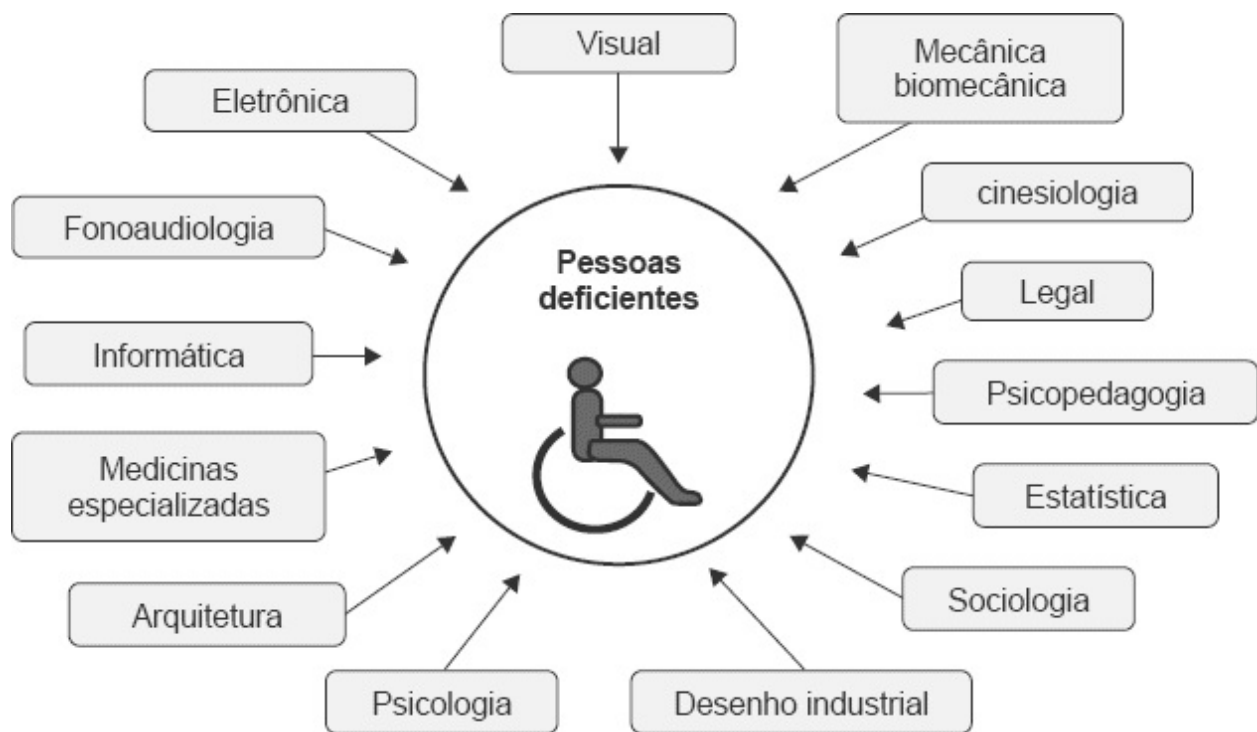 Visual
Mecânica
biomecânica
Eletrônica
cinesiologia
Fonoaudiologia
Pessoas
deficientes
Legal
Informática
Psicopedagogia
Medicinas
especializadas
Estatística
Arquitetura
Sociologia
Psicologia
Desenho industrial